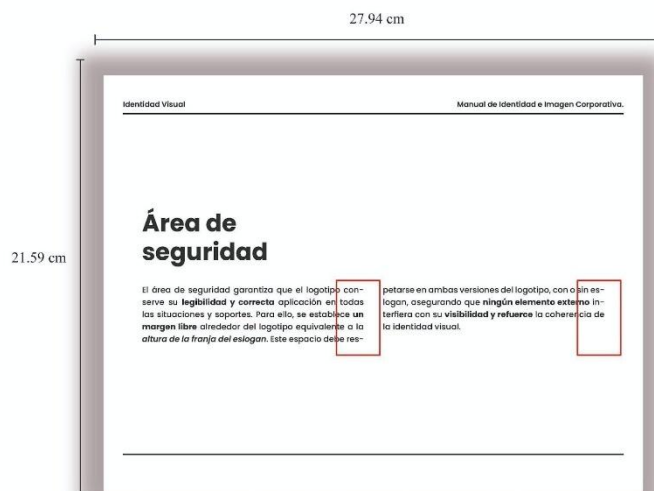 27.94 cm
21.59 cm
Identidad Visual
Manual de Identidad e Imagen Corporativa.
Área de
seguridad
El área de seguridad garantiza que el logotipo con-
serve su legibilidad y correcta aplicación en todas
las situaciones y soportes. Para ello, se establece un
margen libre alrededor del logotipo equivalente a la
altura de la franja del eslogan. Este espacio debe res-
petarse en ambas versiones del logotipo, con o sin es-
logan, asegurando que ningún elemento externo in-
terfiera con su visibilidad y refuerce la coherencia de
la identidad visual.